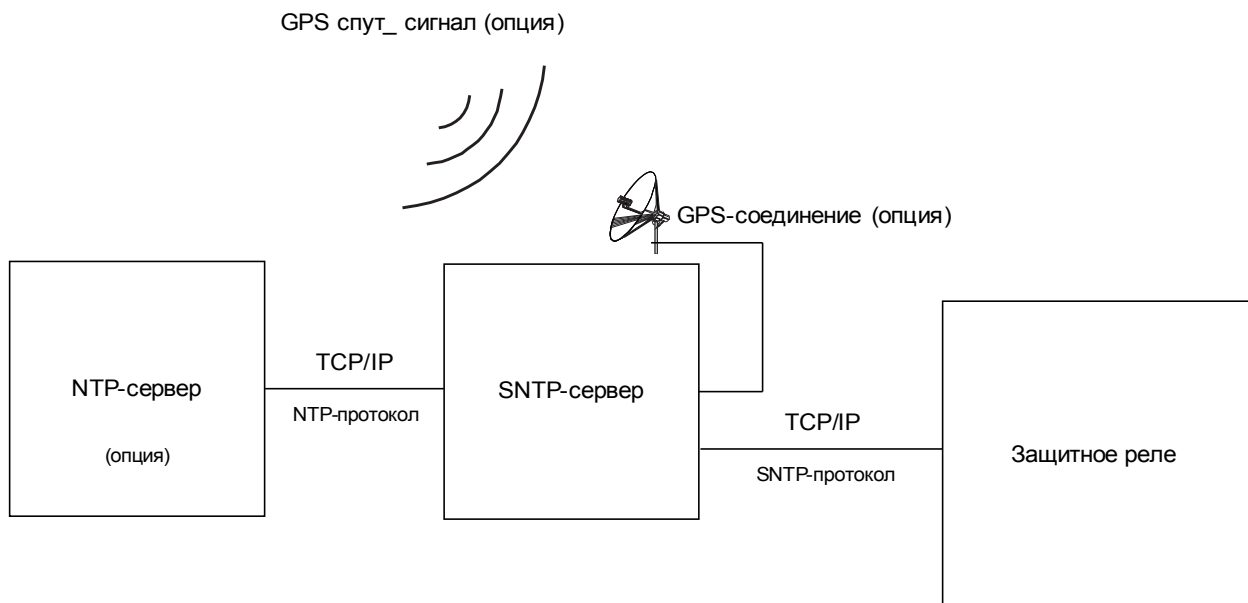 GPS спут_ сигнал (опция)
GPS-соединение (опция)
NTP-сервер
(опция)
TCP/IP
NTP-протокол
SNTP-сервер
TCP/IP
SNTP-протокол
Защитное реле